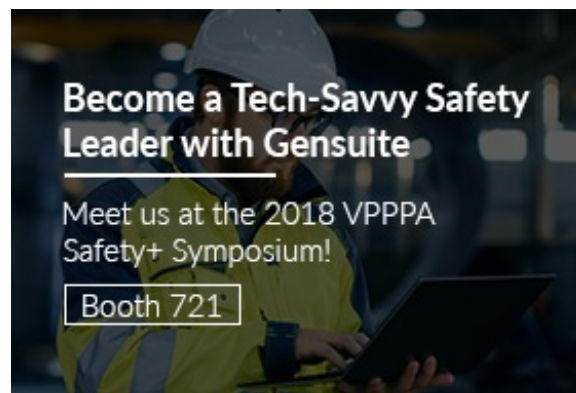 Become a Tech-Savvy Safety
Leader with Gensuite
Meet us at the 2018 VPPPA
Safety+ Symposium!
Booth 721